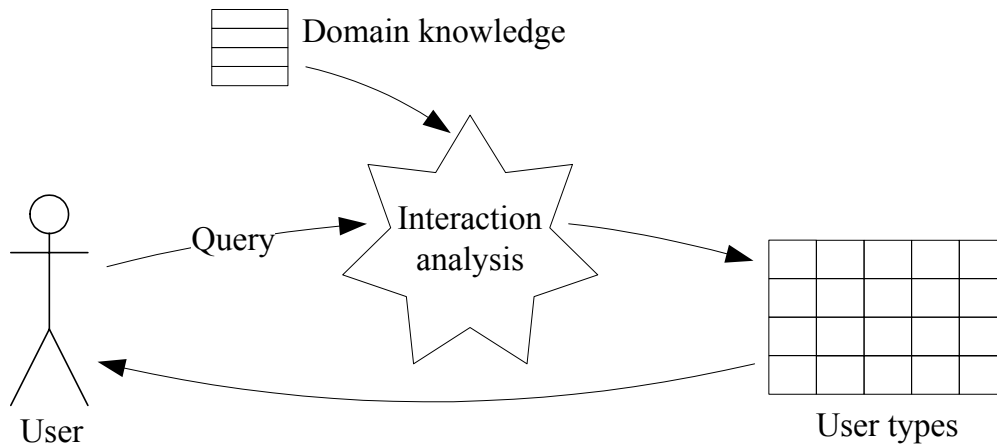 Domain knowledge
Query
Interaction
analysis
User
User types